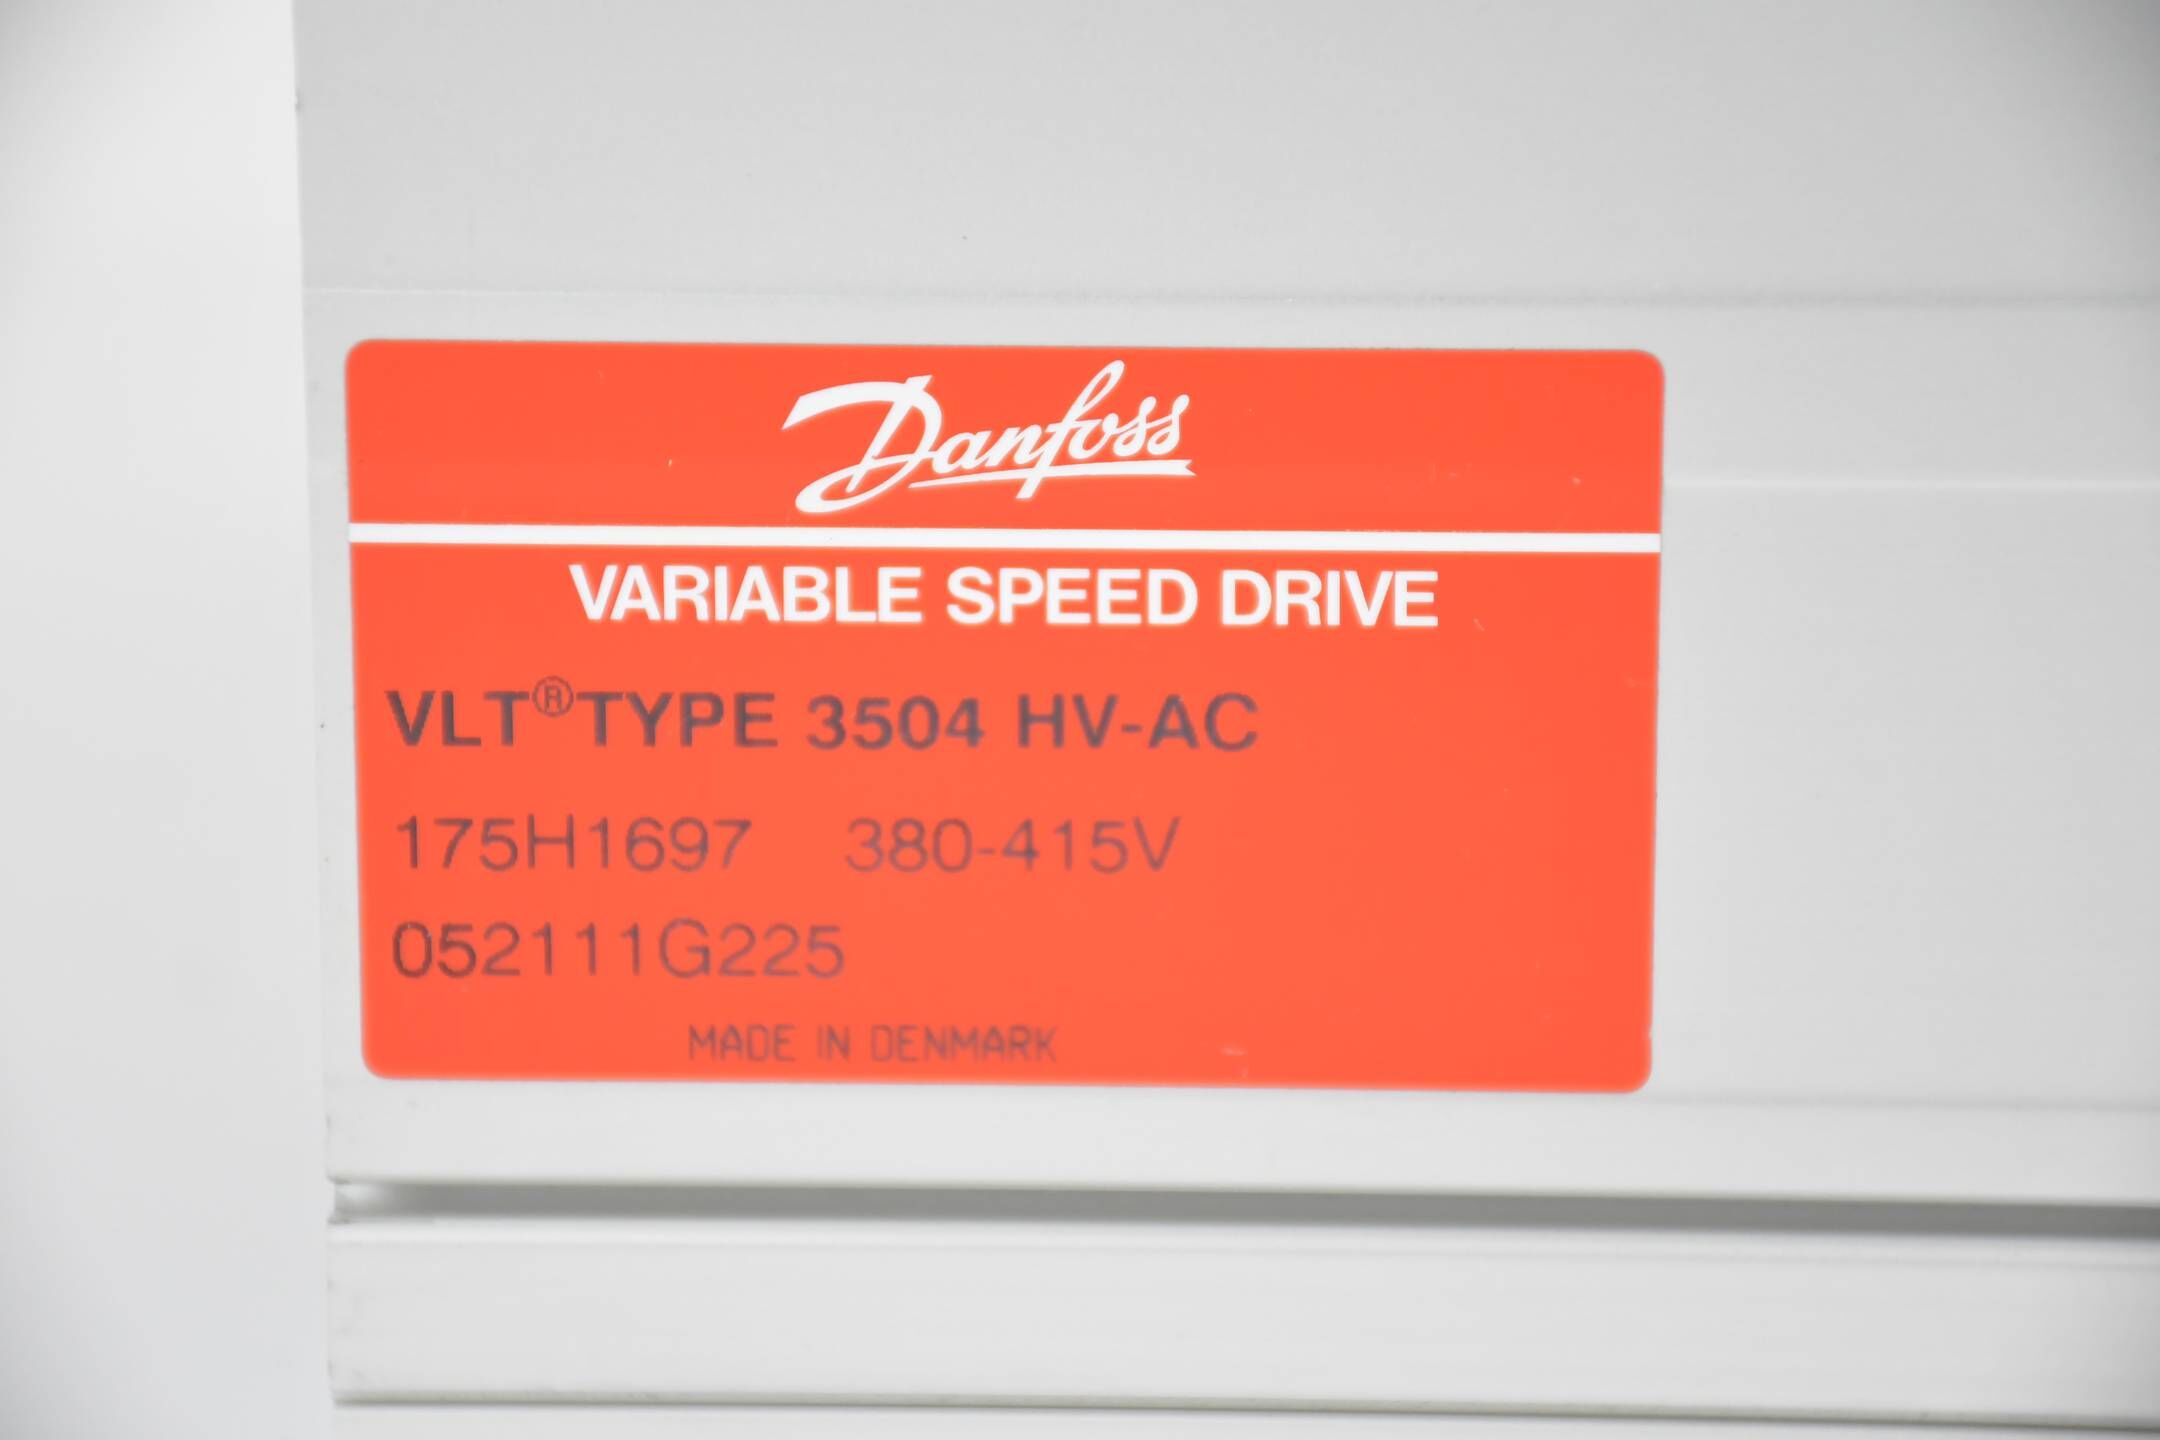 Danfoss
VARIABLE SPEED DRIVE
VLT®TYPE 3504 HV-AC
175H1697 380-415V
052111G225
MADE IN DENMARK